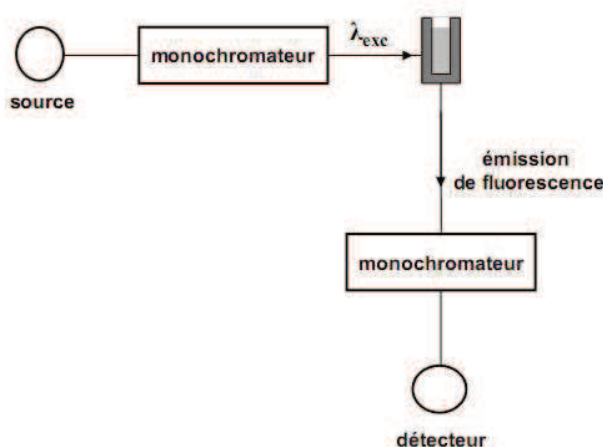 λexc
monochromateur
source
émission
de fluorescence
monochromateur
détecteur